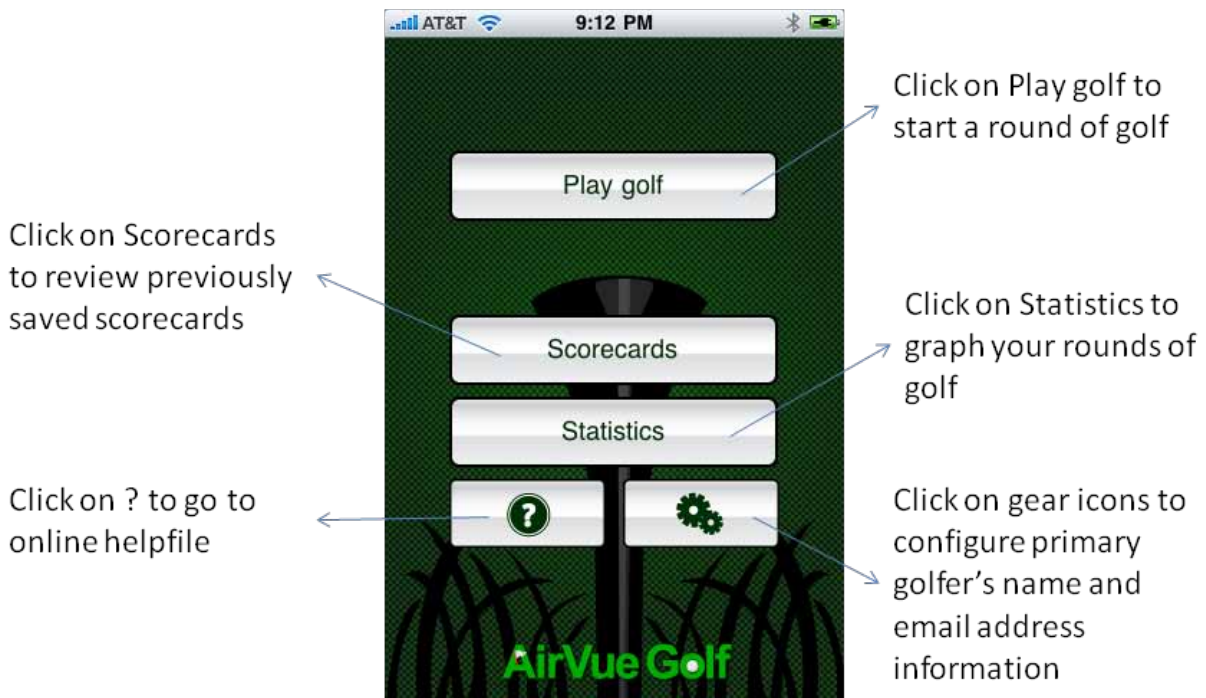 AT&T 9:12 PM
Click on Play golf to
start a round of golf
Play golf
Click on Scorecards
to review previously
saved scorecards
Scorecards
Click on Statistics to
graph your rounds of
golf
Statistics
Click on ? to go to
online helpfile
?
Click on gear icons to
configure primary
golfer's name and
email address
information
AirVue Golf